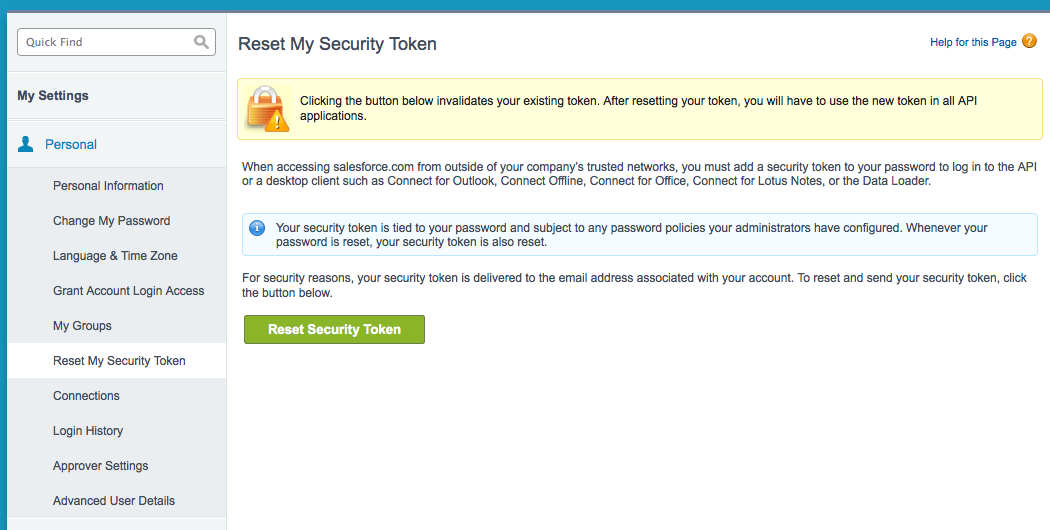 Quick Find
My Settings
Personal
Personal Information
Change My Password
Language & Time Zone
Grant Account Login Access
My Groups
Reset My Security Token
Connections
Login History
Approver Settings
Advanced User Details
Reset My Security Token
Help for this Page ?
Clicking the button below invalidates your existing token. After resetting your token, you will have to use the new token in all API
applications.
When accessing salesforce.com from outside of your company's trusted networks, you must add a security token to your password to log in to the API
or a desktop client such as Connect for Outlook, Connect Offline, Connect for Office, Connect for Lotus Notes, or the Data Loader.
Your security token is tied to your password and subject to any password policies your administrators have configured. Whenever your
password is reset, your security token is also reset.
For security reasons, your security token is delivered to the email address associated with your account. To reset and send your security token, click
the button below.
Reset Security Token